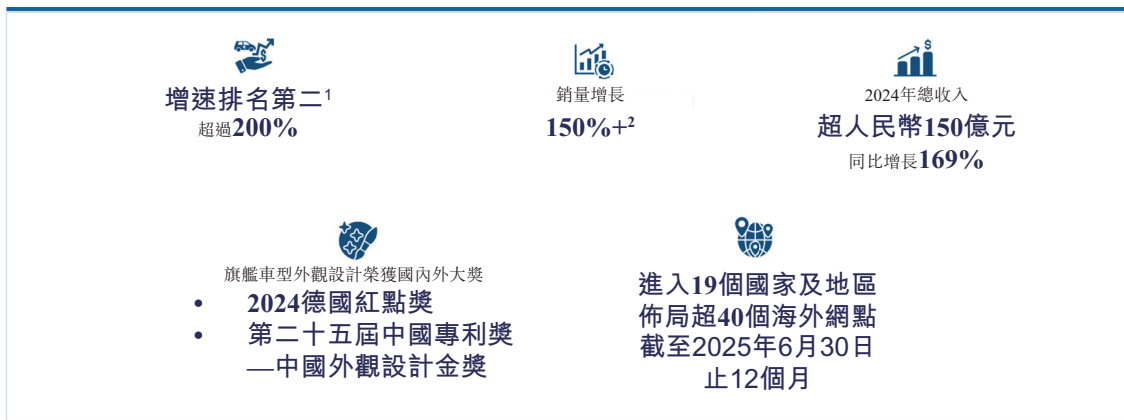 增速排名第二1
超過200%
銷量增長
150%+2
2024年總收入
超人民幣150億元
同比增長169%
旗艦車型外觀設計榮獲國內外大獎
• 2024德國紅點獎
• 第二十五屆中國專利獎
—中國外觀設計金獎
進入19個國家及地區
佈局超40個海外網點
截至2025年6月30日
止12個月